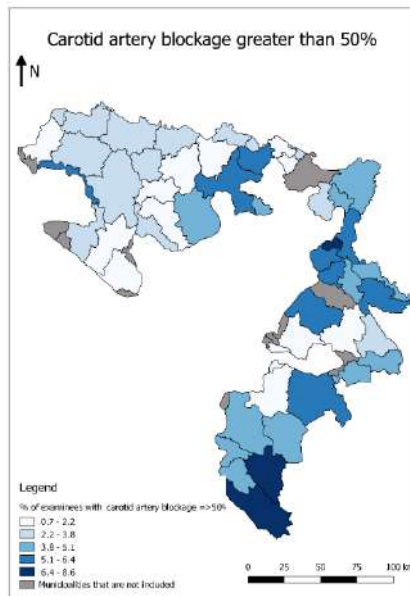 Carotid artery blockage greater than 50%
N
Legend
% of examinees with carotid artery blockage =>50%
0.7 - 2.2
2.2 - 3.8
3.8 - 5.1
5.1 - 6.4
6.4 - 8.6
Municipalities that are not included
0 25 50 75 100 km